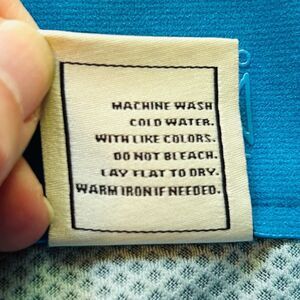 MACHINE WASH
COLD WATER.
WITH LIKE COLORS.
DO NOT BLEACH.
LAY FLAT TO DRY.
WARM IRON IF NEEDED.